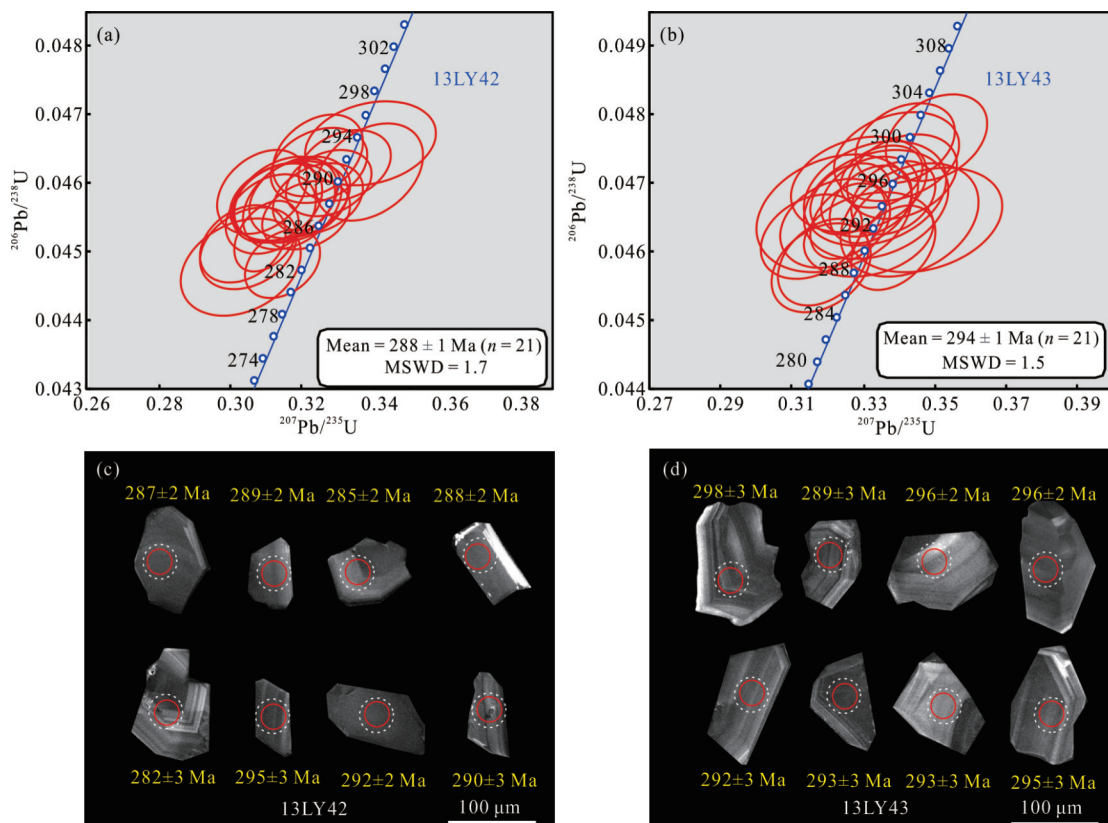 (a)
0.048
0.047
0.046
0.045
0.044
0.043
206Pb/238U
302
298
294
290
286
282
278
274
13LY42
Mean = 288 ± 1 Ma (n = 21)
MSWD = 1.7
0.26 0.30 0.32 0.34 0.36 0.38
207Pb/235U
(b)
0.049
0.048
0.047
0.046
0.045
0.044
206Pb/238U
308
304
300
296
292
288
284
280
13LY43
Mean = 294 ± 1 Ma (n = 21)
MSWD = 1.5
0.27 0.29 0.31 0.33 0.35 0.37 0.39
207Pb/235U
(c)
287±2 Ma 289±2 Ma 285±2 Ma 288±2 Ma
282±3 Ma 295±3 Ma 292±2 Ma 290±3 Ma
13LY42 100 μm
(d)
298±3 Ma 289±3 Ma 296±2 Ma 296±2 Ma
292±3 Ma 293±3 Ma 293±3 Ma 295±3 Ma
13LY43 100 μm